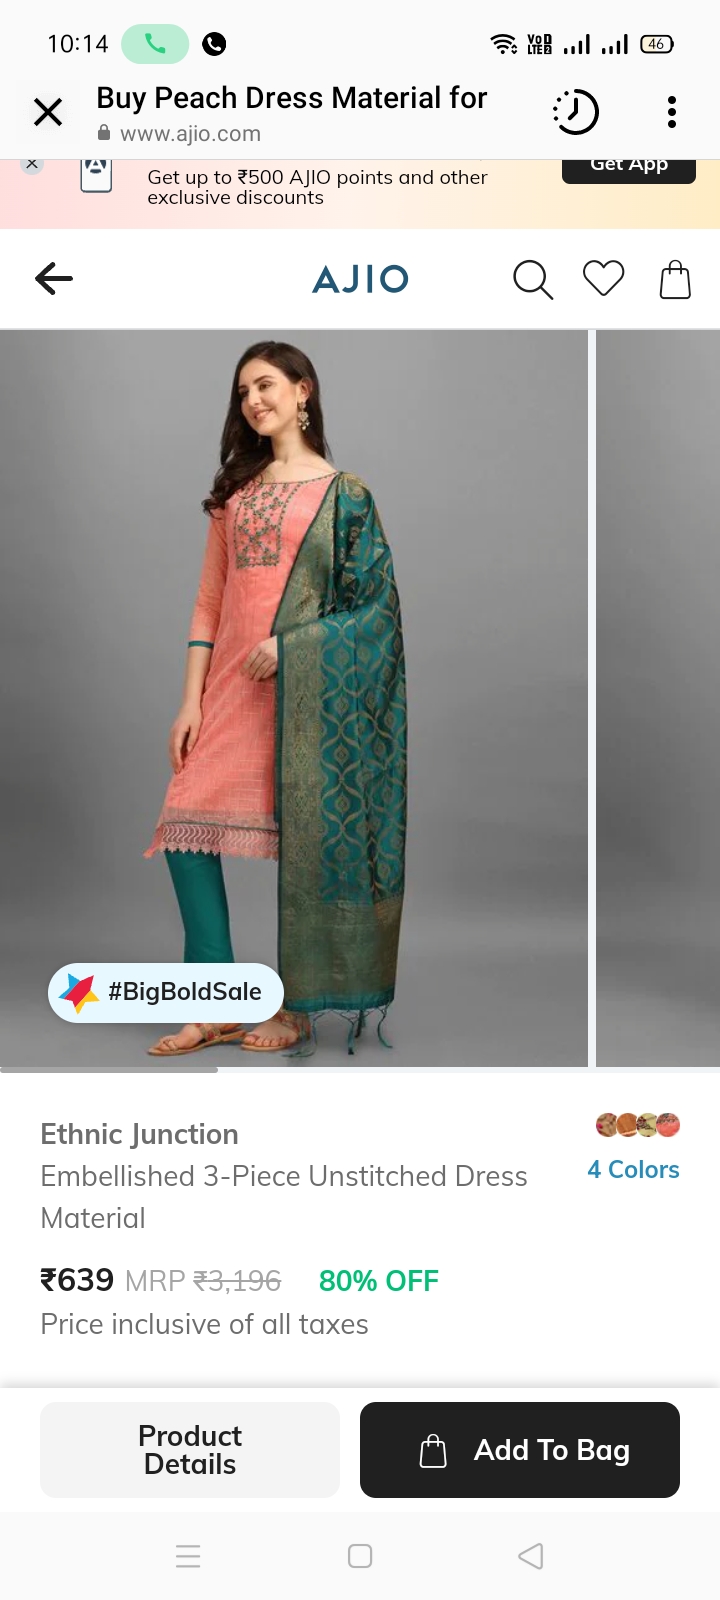 10:14
VoD
LTE2
46
Buy Peach Dress Material for
www.ajio.com
Get up to ₹500 AJIO points and other
exclusive discounts
Get App
AJIO
#BigBoldSale
Ethnic Junction
Embellished 3-Piece Unstitched Dress
Material
4 Colors
₹639 MRP ₹3,196 80% OFF
Price inclusive of all taxes
Product
Details
Add To Bag